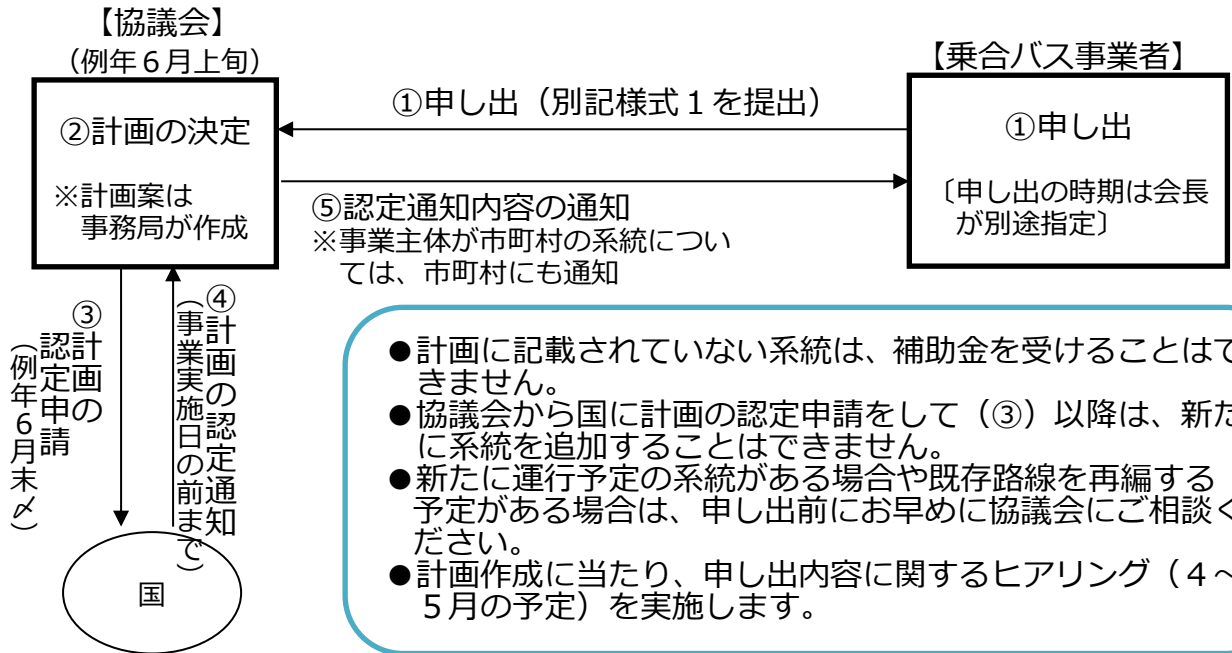 【協議会】
（例年６月上旬）
【乗合バス事業者】
①申し出（別記様式１を提出）
②計画の決定
※計画案は
事務局が作成
①申し出
〔申し出の時期は会長
が別途指定〕
⑤認定通知内容の通知
※事業主体が市町村の系統につい
ては、市町村にも通知
③計画の
認定申請
（例年６月末〆）
④計画の認定通知
（事業実施日の前まで）
国
●計画に記載されていない系統は、補助金を受けることはで
きません。
●協議会から国に計画の認定申請をして（③）以降は、新た
に系統を追加することはできません。
●新たに運行予定の系統がある場合や既存路線を再編する
予定がある場合は、申し出前にお早めに協議会にご相談く
ださい。
●計画作成に当たり、申し出内容に関するヒアリング（４～
５月の予定）を実施します。